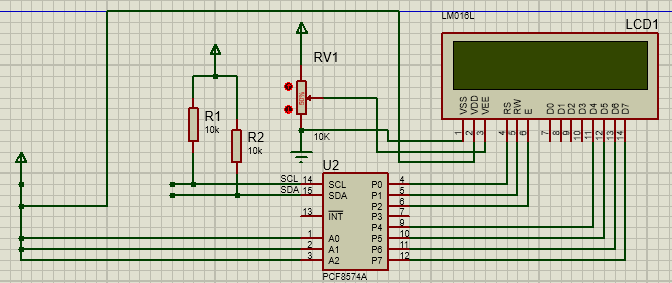 LM016L
LCD1
RV1
50%
10K
VSS
VDD
VEE
RS
RW
E
D0
D1
D2
D3
D4
D5
D6
D7
1
2
3
4
5
6
7
8
9
10
11
12
13
14
R1
10k
R2
10k
U2
SCL 14 SCL P0 4
SDA 15 SDA P1 5
P2 6
13 INT P3 7
P4 9
1 A0 P5 10
2 A1 P6 11
3 A2 P7 12
PCF8574A